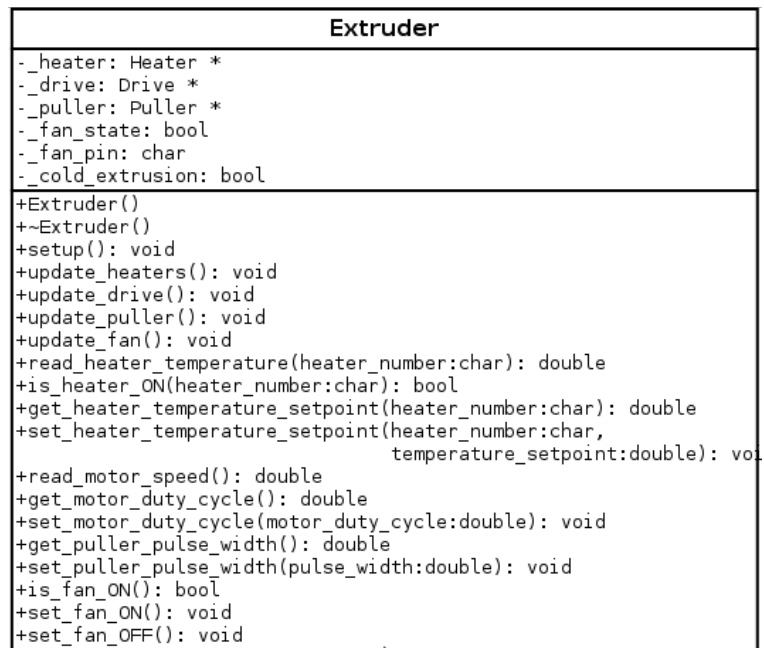 Extruder
-_heater: Heater *
-_drive: Drive *
-_puller: Puller *
-_fan_state: bool
-_fan_pin: char
-_cold_extrusion: bool
+Extruder()
+~Extruder()
+setup(): void
+update_heaters(): void
+update_drive(): void
+update_puller(): void
+update_fan(): void
+read_heater_temperature(heater_number:char): double
+is_heater_ON(heater_number:char): bool
+get_heater_temperature_setpoint(heater_number:char): double
+set_heater_temperature_setpoint(heater_number:char,
temperature_setpoint:double): voi
+read_motor_speed(): double
+get_motor_duty_cycle(): double
+set_motor_duty_cycle(motor_duty_cycle:double): void
+get_puller_pulse_width(): double
+set_puller_pulse_width(pulse_width:double): void
+is_fan_ON(): bool
+set_fan_ON(): void
+set_fan_OFF(): void